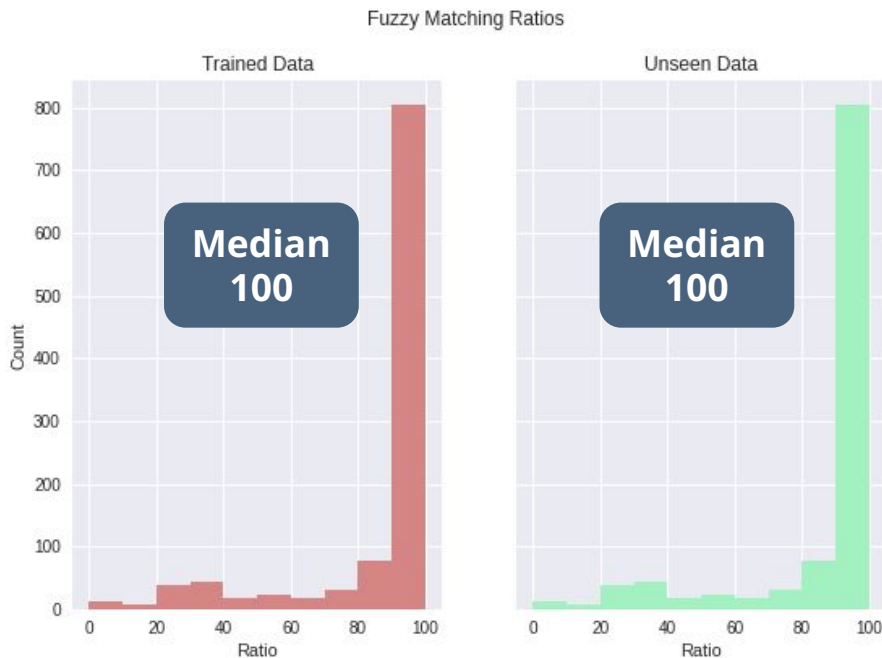 Fuzzy Matching Ratios
Trained Data
Unseen Data
800
700
600
500
400
300
200
100
0
Count
Median
100
Median
100
0 20 40 60 80 100
0 20 40 60 80 100
Ratio
Ratio